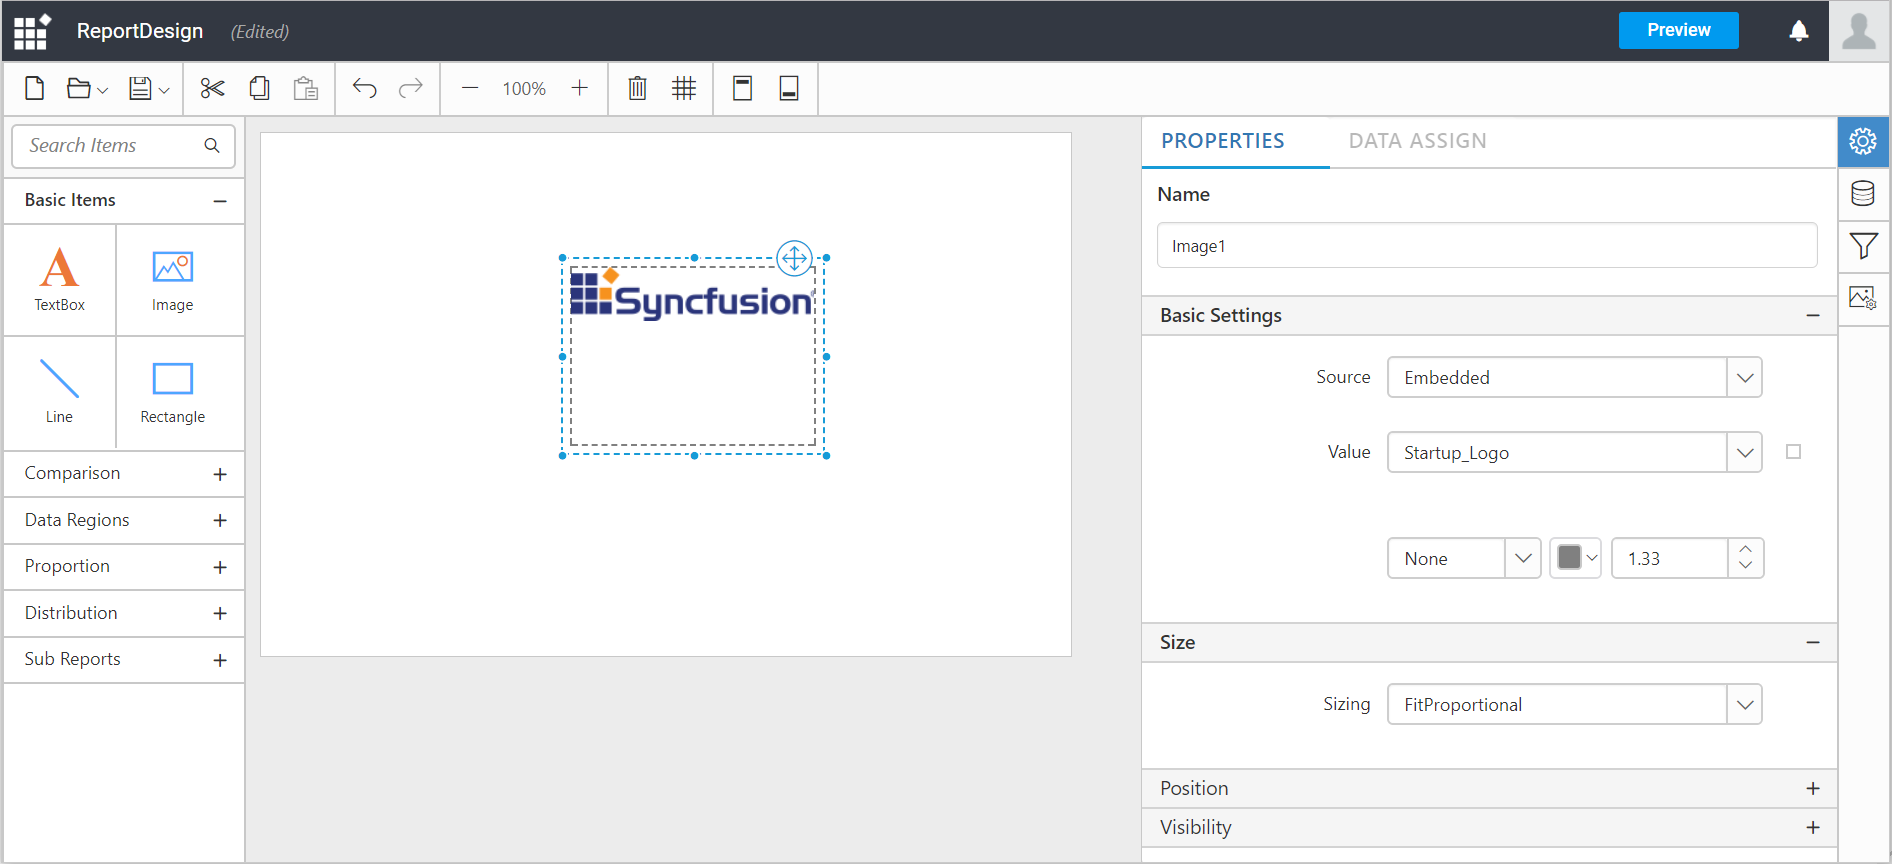 ReportDesign (Edited)
Preview
100%
Search Items
Basic Items
TextBox
Image
Line
Rectangle
Comparison
Data Regions
Proportion
Distribution
Sub Reports
Syncfusion
PROPERTIES
DATA ASSIGN
Name
Image1
Basic Settings
Source
Embedded
Value
Startup_Logo
None
1.33
Size
Sizing
FitProportional
Position
Visibility